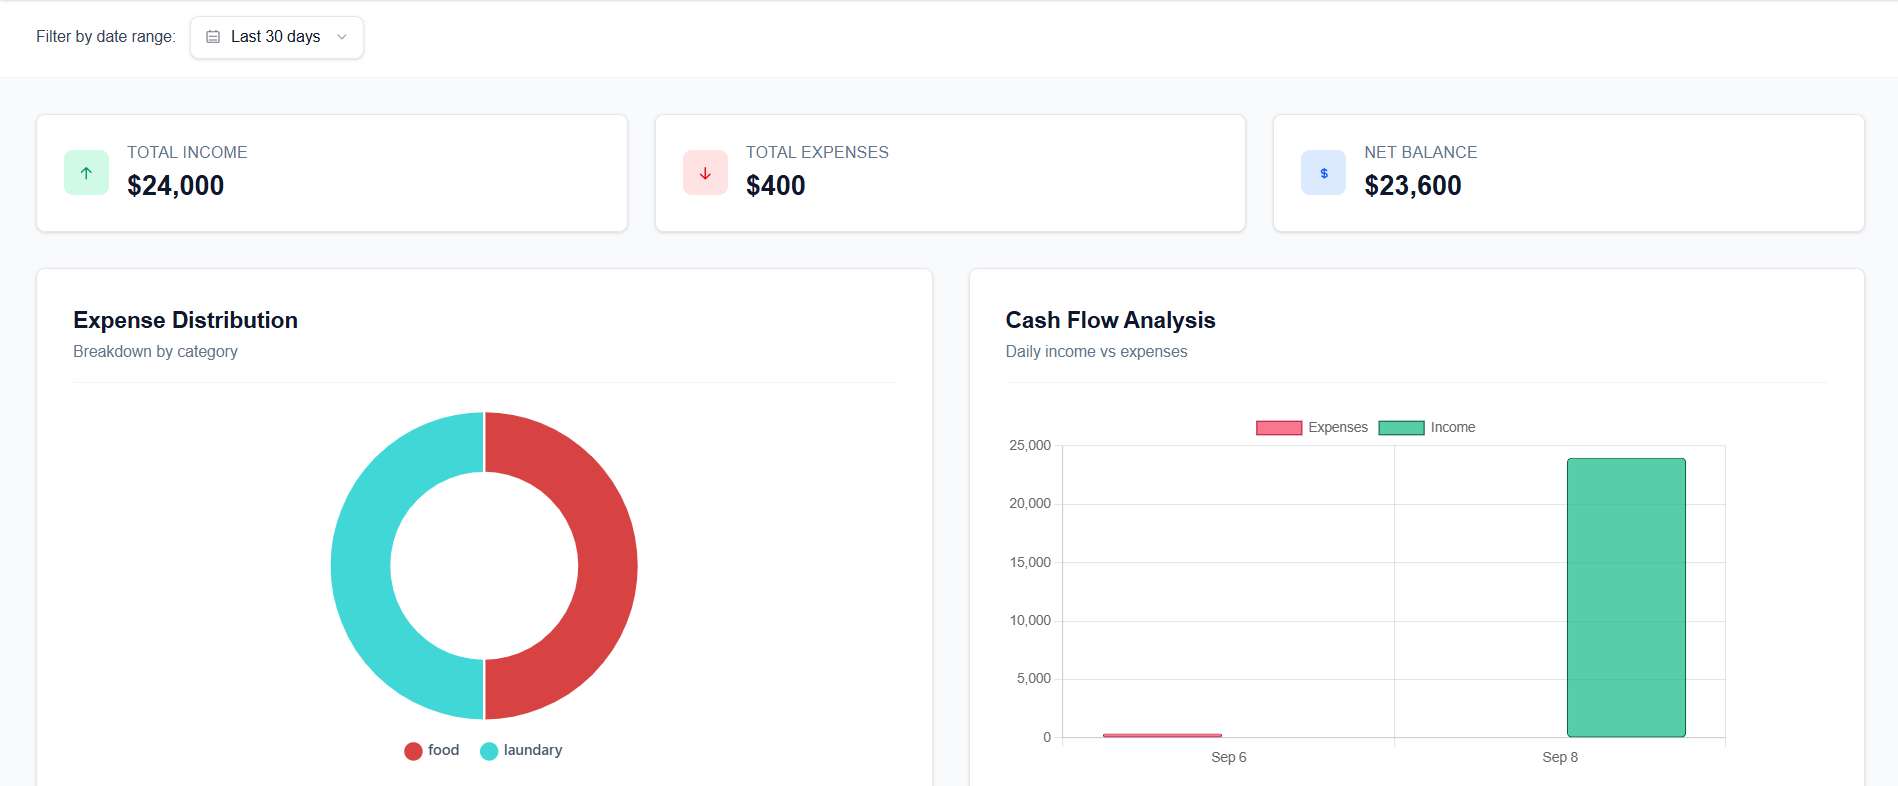 Filter by date range: Last 30 days
TOTAL INCOME
$24,000
TOTAL EXPENSES
$400
$
NET BALANCE
$23,600
Expense Distribution
Breakdown by category
food laundary
Cash Flow Analysis
Daily income vs expenses
Expenses Income
25,000
20,000
15,000
10,000
5,000
0
Sep 6 Sep 8